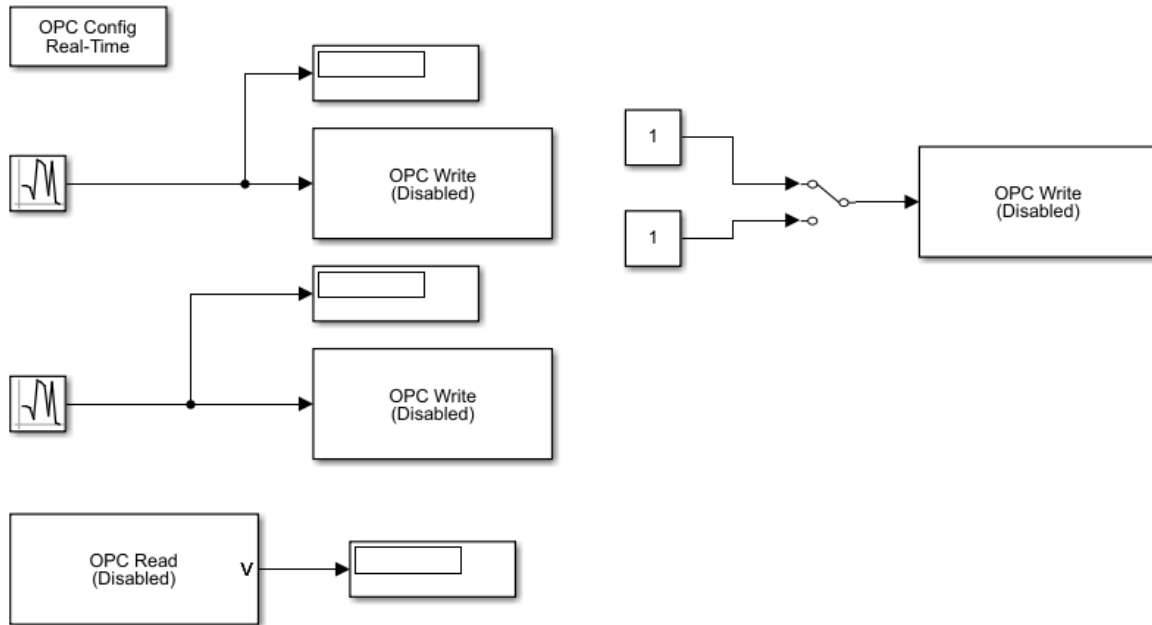 OPC Config
Real-Time
OPC Write
(Disabled)
1
1
OPC Write
(Disabled)
OPC Write
(Disabled)
OPC Read
(Disabled)
V